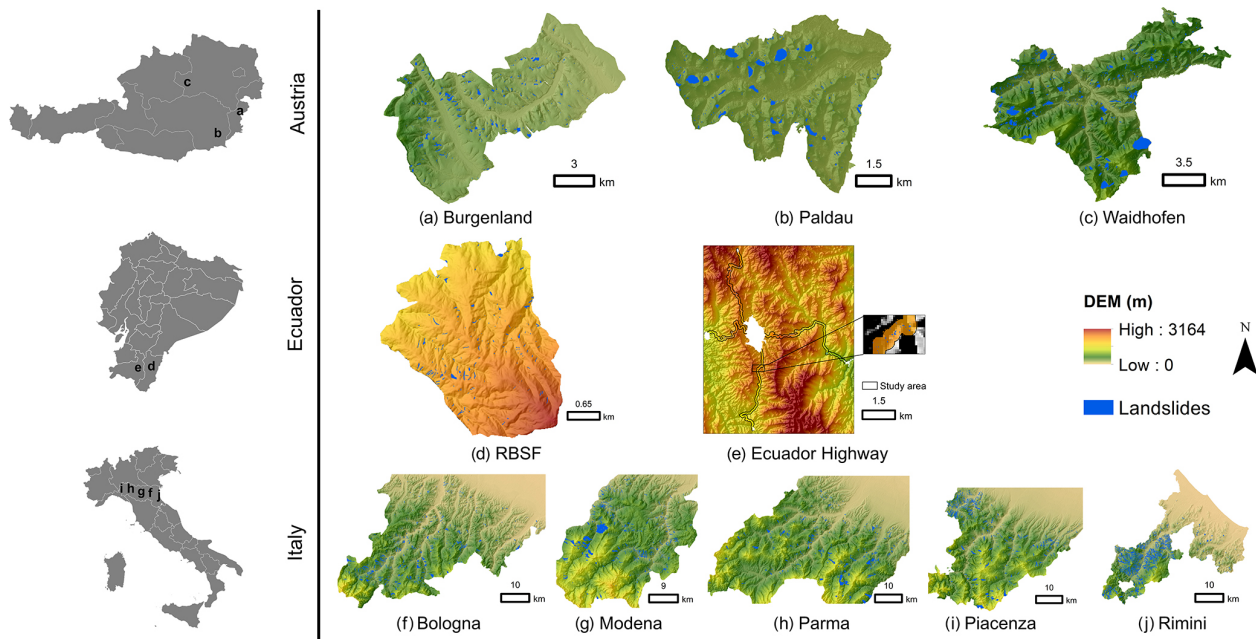 Austria
c
a
b
3
km
(a) Burgenland
1.5
km
(b) Paldau
3.5
km
(c) Waidhofen
Ecuador
e d
0.65
km
(d) RBSF
Study area
1.5
km
(e) Ecuador Highway
DEM (m)
High : 3164
Low : 0
Landslides
N
Italy
i h g f j
10
km
(f) Bologna
9
km
(g) Modena
10
km
(h) Parma
10
km
(i) Piacenza
10
km
(j) Rimini